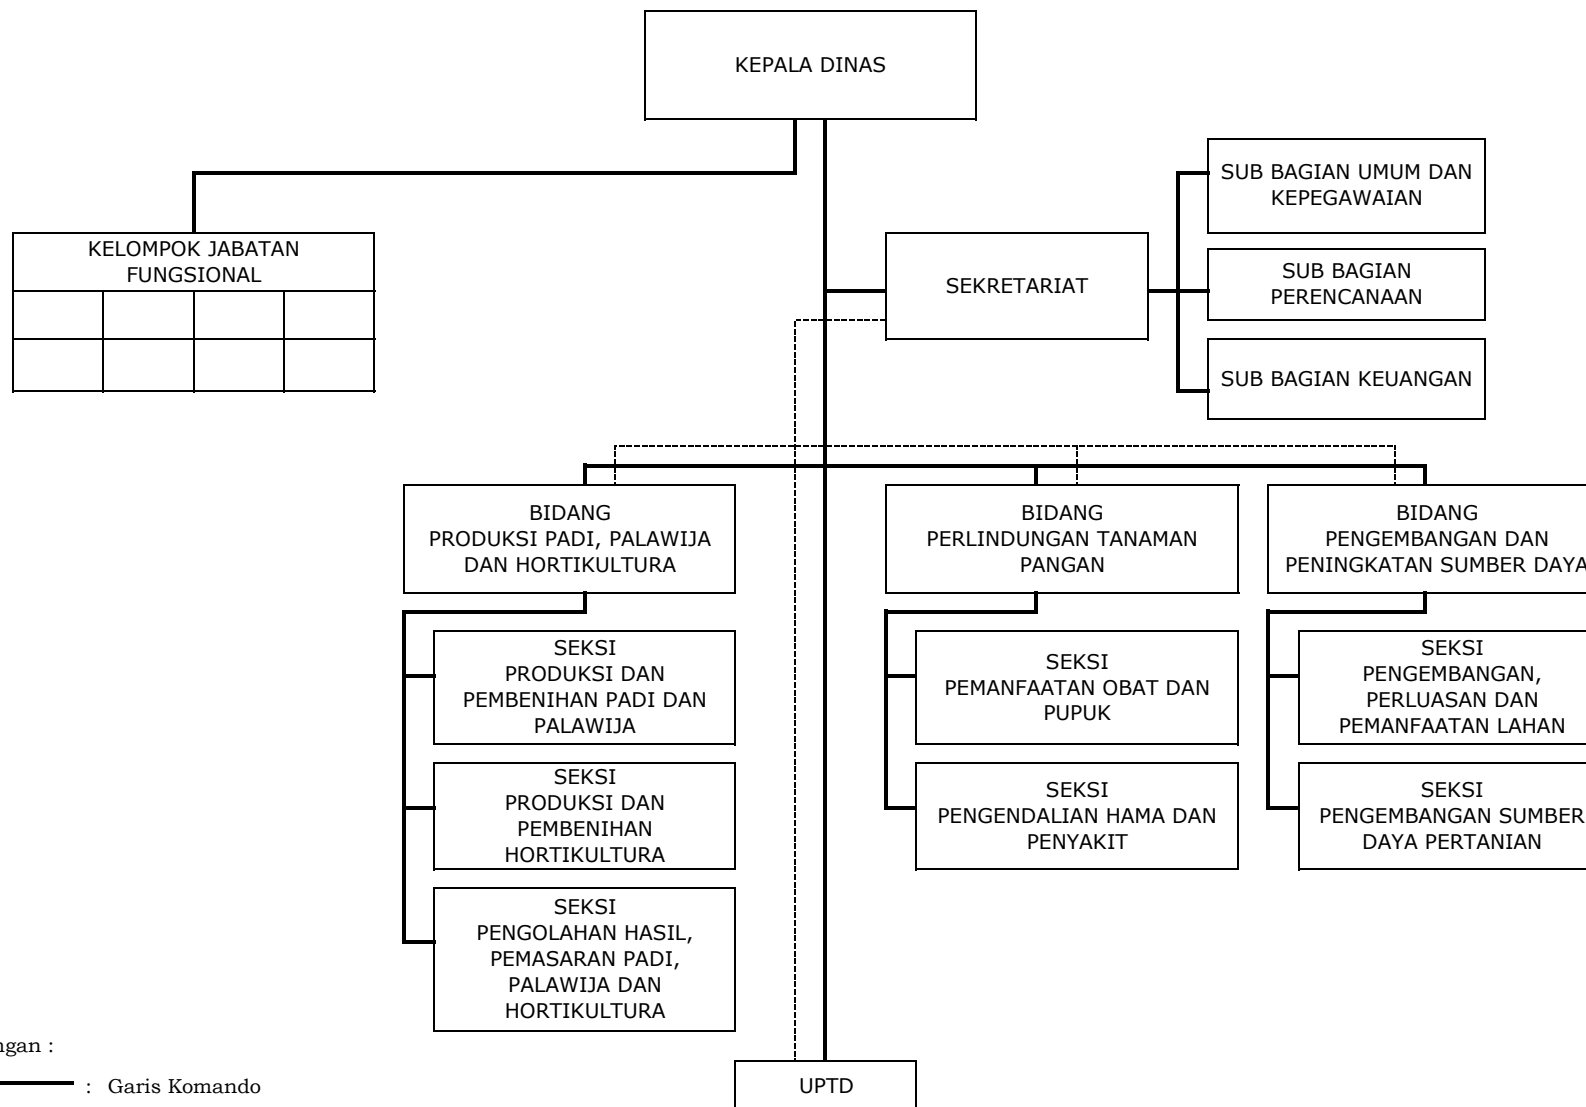 KEPALA DINAS
SUB BAGIAN UMUM DAN
KEPEGAWAIAN
KELOMPOK JABATAN
FUNGSIONAL
SEKRETARIAT
SUB BAGIAN
PERENCANAAN
SUB BAGIAN KEUANGAN
BIDANG
PRODUKSI PADI, PALAWIJA
DAN HORTIKULTURA
BIDANG
PERLINDUNGAN TANAMAN
PANGAN
BIDANG
PENGEMBANGAN DAN
PENINGKATAN SUMBER DAYA
SEKSI
PRODUKSI DAN
PEMBENIHAN PADI DAN
PALAWIJA
SEKSI
PEMANFAATAN OBAT DAN
PUPUK
SEKSI
PENGEMBANGAN,
PERLUASAN DAN
PEMANFAATAN LAHAN
SEKSI
PRODUKSI DAN
PEMBENIHAN
HORTIKULTURA
SEKSI
PENGENDALIAN HAMA DAN
PENYAKIT
SEKSI
PENGEMBANGAN SUMBER
DAYA PERTANIAN
SEKSI
PENGOLAHAN HASIL,
PEMASARAN PADI,
PALAWIJA DAN
HORTIKULTURA
ngan :
: Garis Komando
UPTD